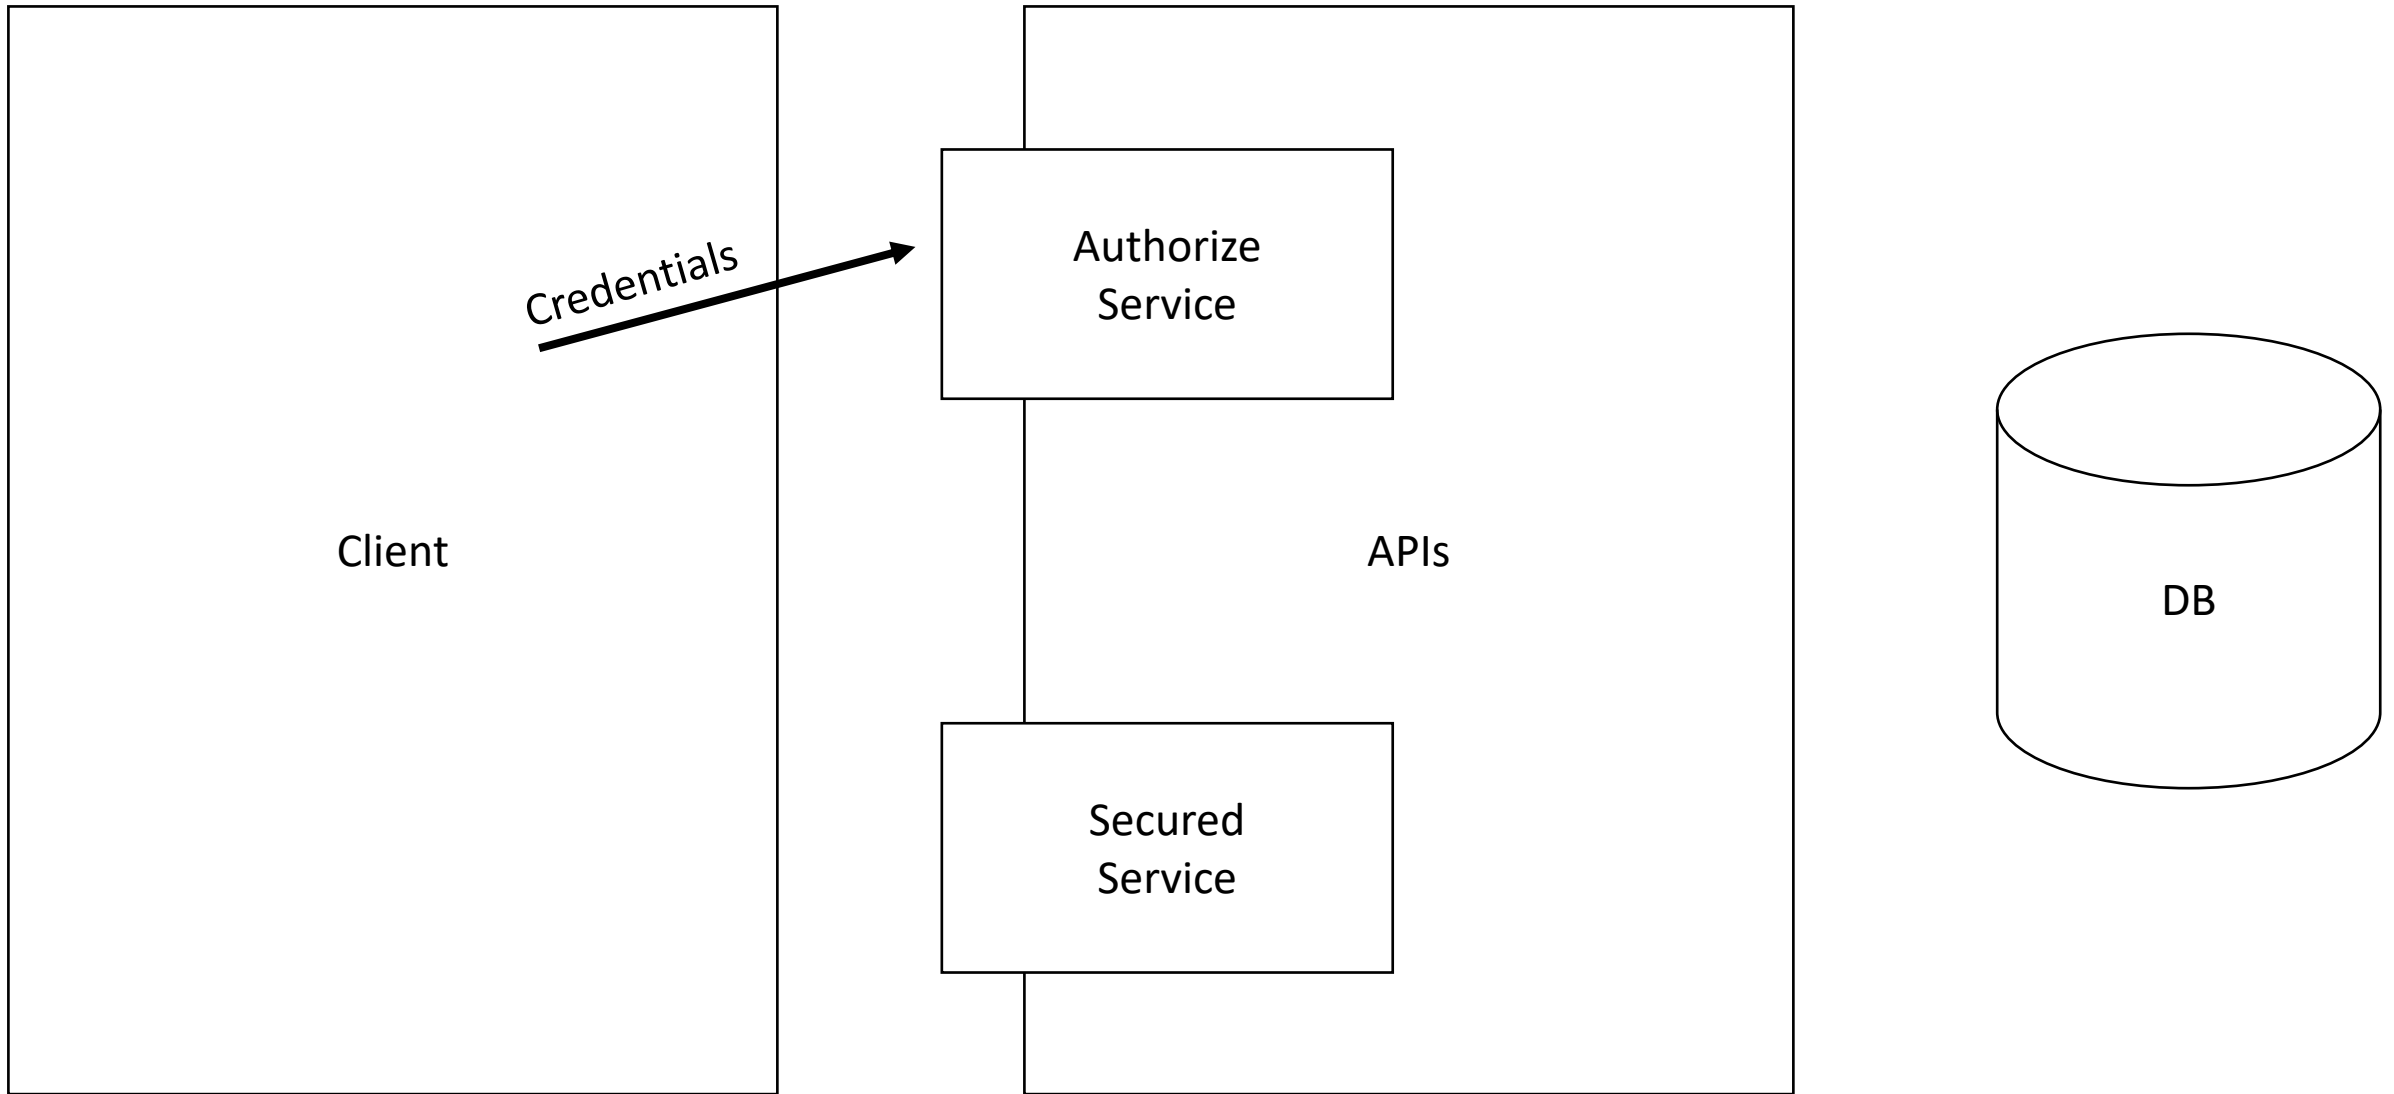 Credentials
Authorize
Service
Client
APIs
DB
Secured
Service